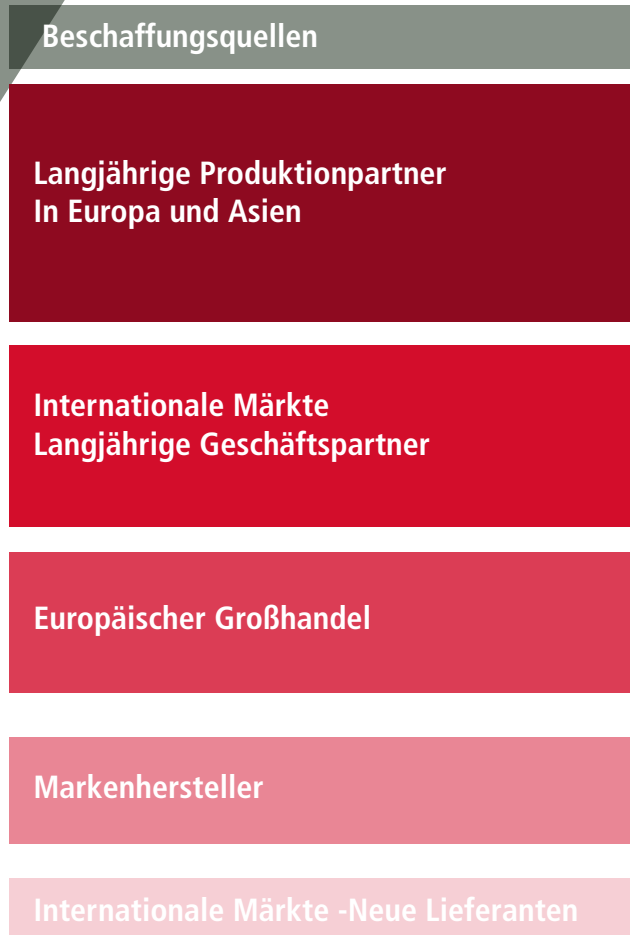 Beschaffungsquellen
Langjährige Produktionpartner
In Europa und Asien
Internationale Märkte
Langjährige Geschäftspartner
Europäischer Großhandel
Markenhersteller
Internationale Märkte -Neue Lieferanten